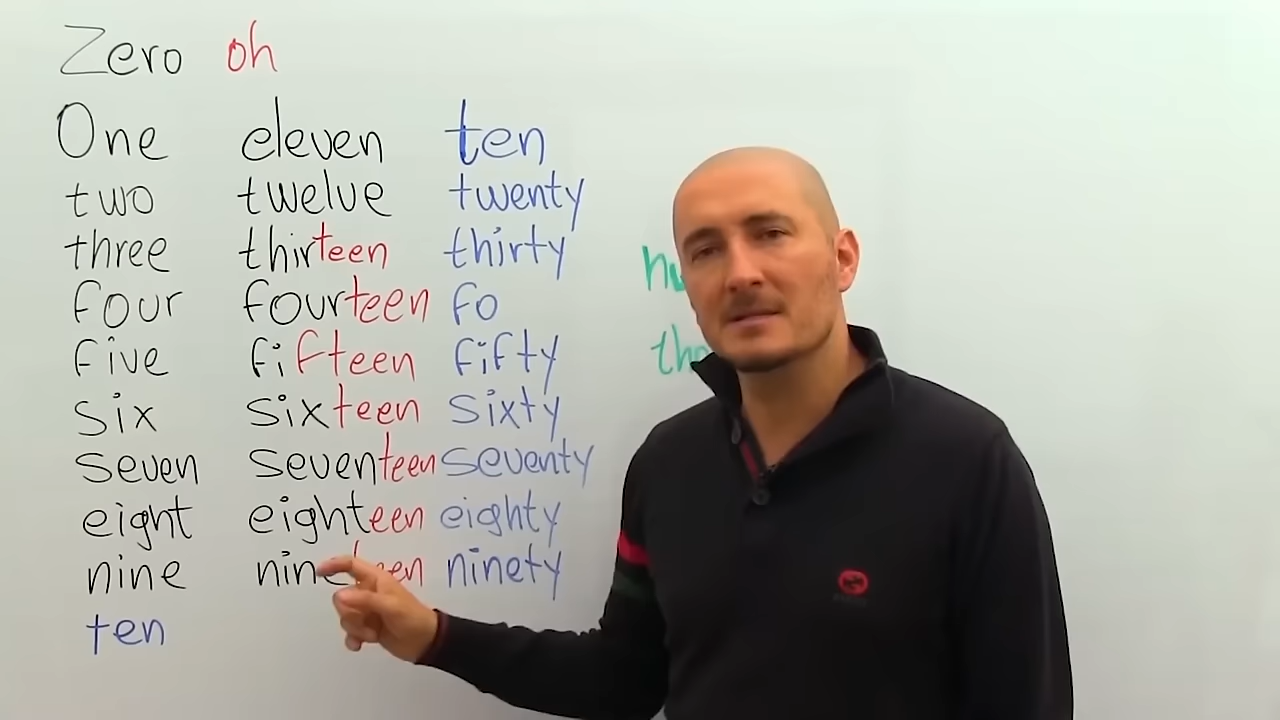 Zero oh
One eleven ten
two twelve twenty
three thirteen thirty
four fourteen fo
five fifteen fifty
six sixteen sixty
seven seventeen seventy
eight eighteen eighty
nine nineteen ninety
ten